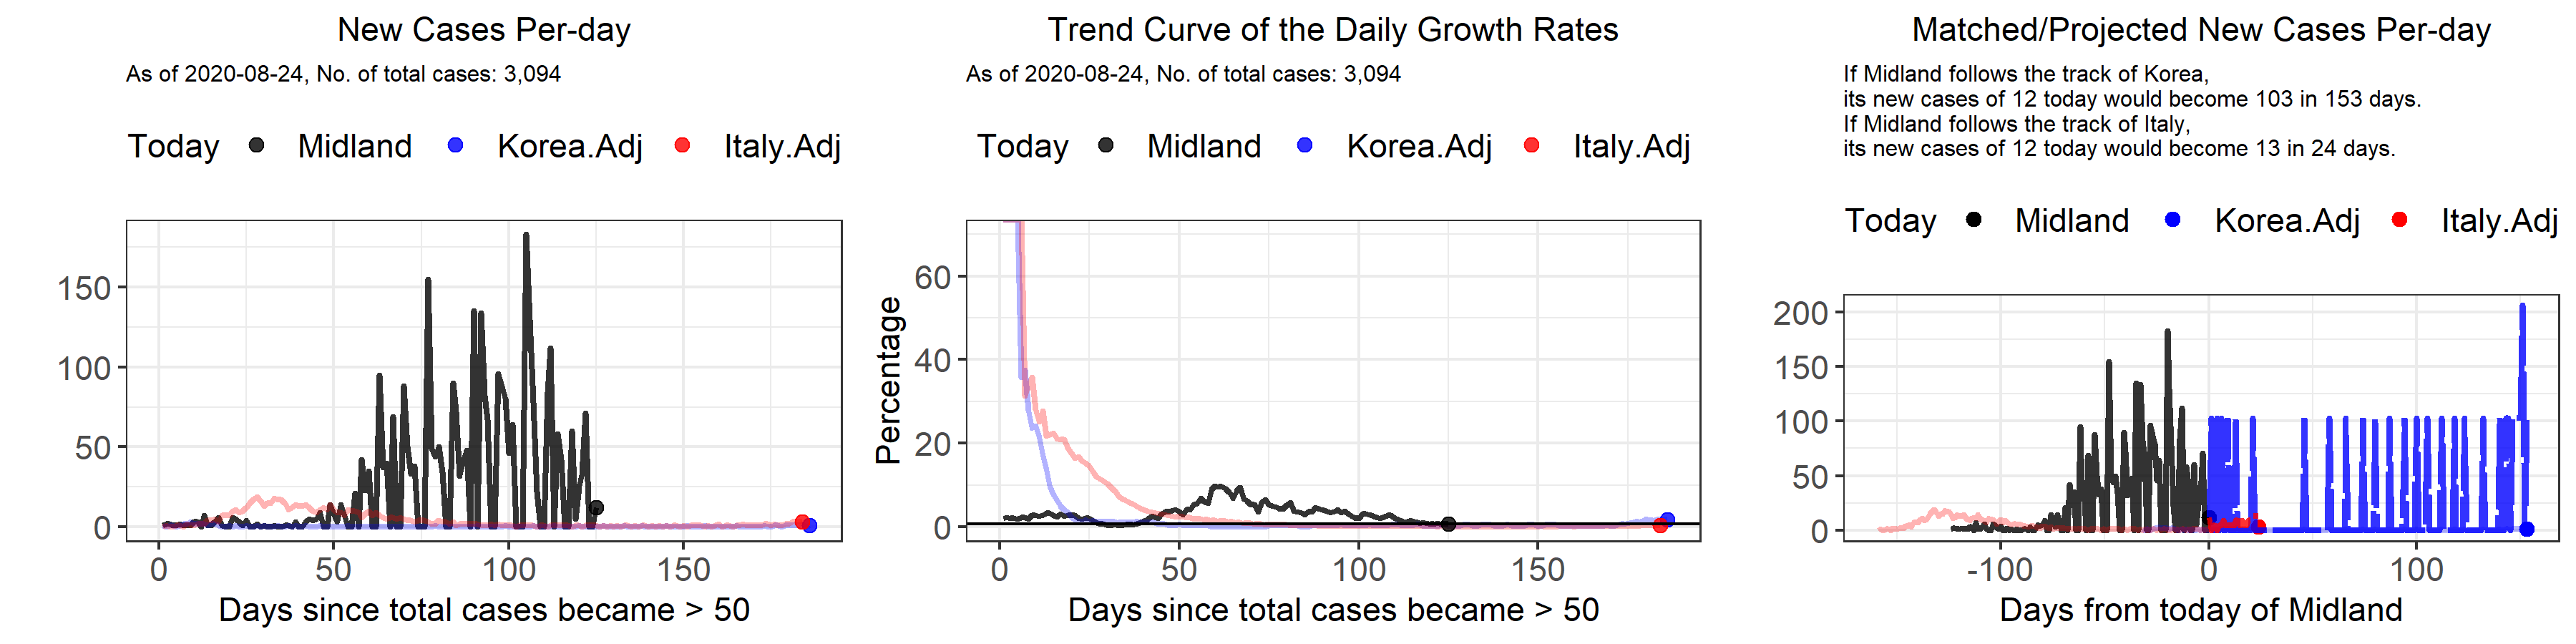 New Cases Per-day
As of 2020-08-24, No. of total cases: 3,094
Today Midland Korea.Adj Italy.Adj
150
100
50
0
0 50 100 150
Days since total cases became > 50
Trend Curve of the Daily Growth Rates
As of 2020-08-24, No. of total cases: 3,094
Today Midland Korea.Adj Italy.Adj
Percentage
60
40
20
0
0 50 100 150
Days since total cases became > 50
Matched/Projected New Cases Per-day
If Midland follows the track of Korea,
its new cases of 12 today would become 103 in 153 days.
If Midland follows the track of Italy,
its new cases of 12 today would become 13 in 24 days.
Today Midland Korea.Adj Italy.Adj
200
150
100
50
0
-100 0 100
Days from today of Midland